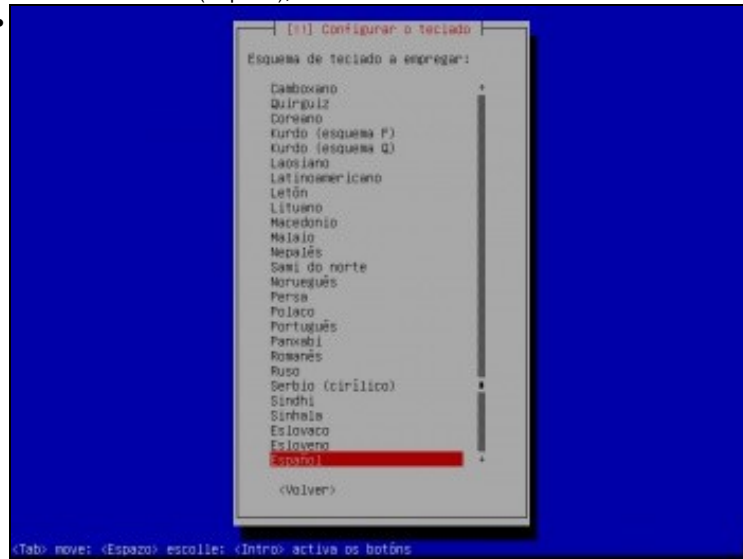 [!!] Configurar o teclado
Esquema de teclado a empregar:
Camboxano
Quirguiz
Coreano
Kurdo (esquema F)
Kurdo (esquema Q)
Laosiano
Latinoamericano
Letón
Lituano
Macedonio
Malaio
Nepalés
Sami do norte
Noruegués
Persa
Polaco
Portugués
Panxabi
Romanés
Ruso
Serbio (cirílico)
Sindhi
Sinhala
Eslovaco
Esloveno
Español
<Volver>
<Tab> move; <Espazo> escolle; <Intro> activa os botóns